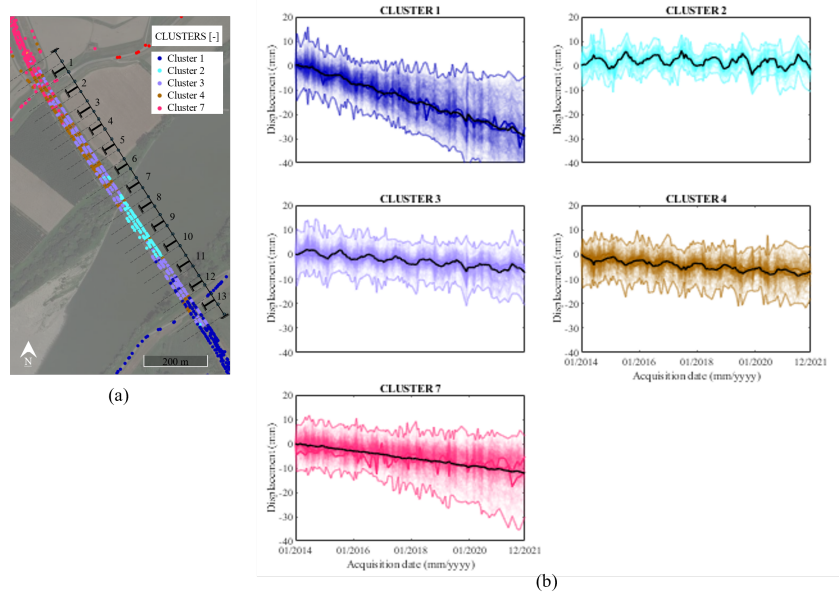 CLUSTERS [-]
Cluster 1
Cluster 2
Cluster 3
Cluster 4
Cluster 7
1
2
3
4
5
6
7
8
9
10
11
12
13
N
200 m
(a)
CLUSTER 1
Displacement (mm)
20
10
0
-10
-20
-30
-40
CLUSTER 2
Displacement (mm)
20
10
0
-10
-20
-30
-40
CLUSTER 3
Displacement (mm)
20
10
0
-10
-20
-30
-40
CLUSTER 4
Displacement (mm)
20
10
0
-10
-20
-30
-40
01/2014 01/2016 01/2018 01/2020 12/2021
Acquisition date (mm/yyyy)
CLUSTER 7
Displacement (mm)
20
10
0
-10
-20
-30
-40
01/2014 01/2016 01/2018 01/2020 12/2021
Acquisition date (mm/yyyy)
(b)